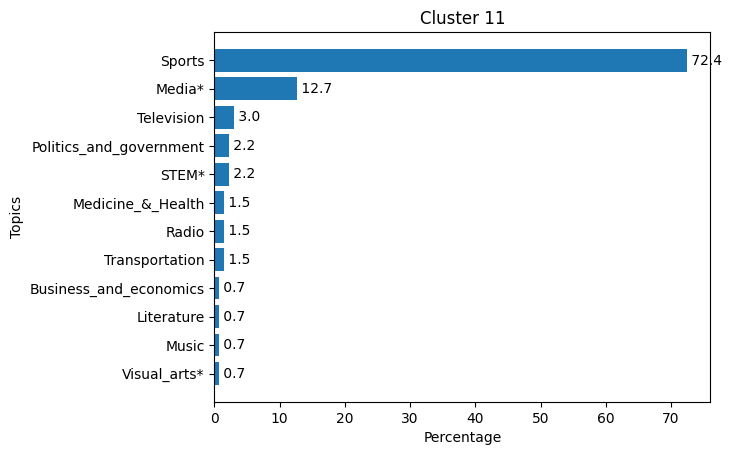 Cluster 11
Topics
Sports 72.4
Media* 12.7
Television 3.0
Politics_and_government 2.2
STEM* 2.2
Medicine_&_Health 1.5
Radio 1.5
Transportation 1.5
Business_and_economics 0.7
Literature 0.7
Music 0.7
Visual_arts* 0.7
0 10 20 30 40 50 60 70
Percentage